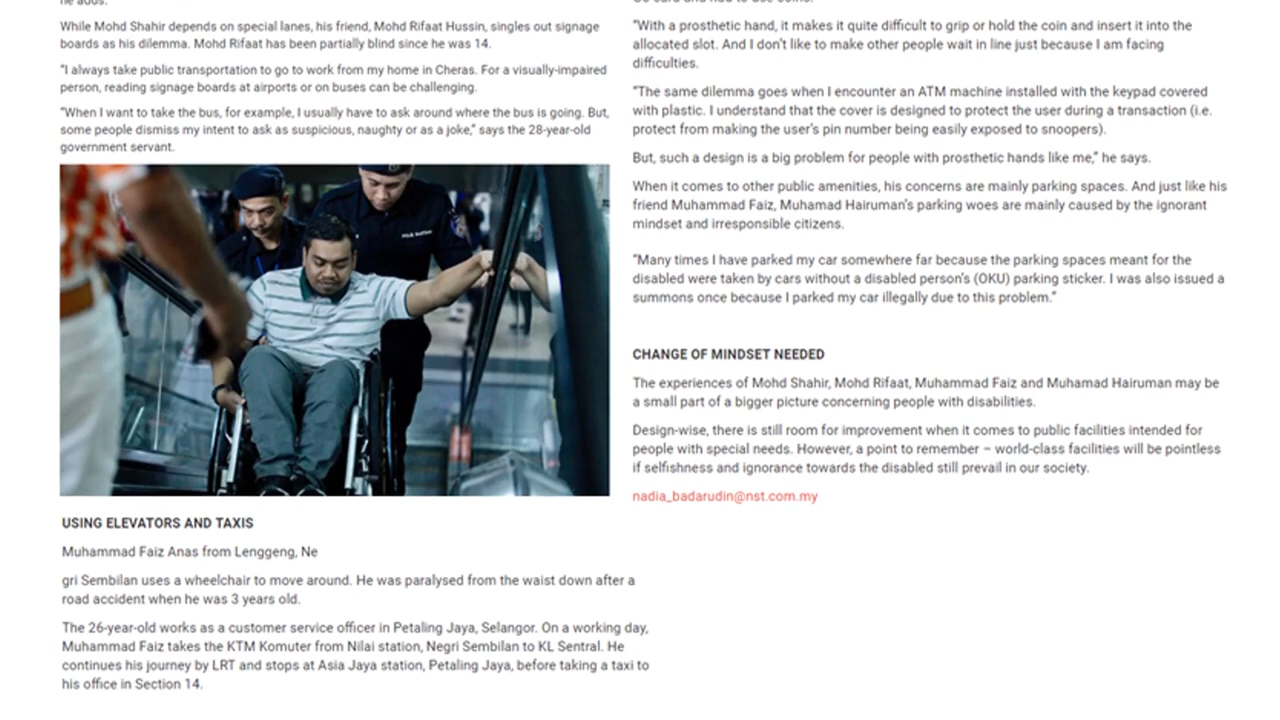 he adds.
While Mohd Shahir depends on special lanes, his friend, Mohd Rifaat Hussin, singles out signage
boards as his dilemma. Mohd Rifaat has been partially blind since he was 14.
“I always take public transportation to go to work from my home in Cheras. For a visually-impaired
person, reading signage boards at airports or on buses can be challenging.
“When I want to take the bus, for example, I usually have to ask around where the bus is going. But,
some people dismiss my intent to ask as suspicious, naughty or as a joke,” says the 28-year-old
government servant.
USING ELEVATORS AND TAXIS
Muhammad Faiz Anas from Lenggeng, Ne
gri Sembilan uses a wheelchair to move around. He was paralysed from the waist down after a
road accident when he was 3 years old.
The 26-year-old works as a customer service officer in Petaling Jaya, Selangor. On a working day,
Muhammad Faiz takes the KTM Komuter from Nilai station, Negri Sembilan to KL Sentral. He
continues his journey by LRT and stops at Asia Jaya station, Petaling Jaya, before taking a taxi to
his office in Section 14.
“With a prosthetic hand, it makes it quite difficult to grip or hold the coin and insert it into the
allocated slot. And I don’t like to make other people wait in line just because I am facing
difficulties.
“The same dilemma goes when I encounter an ATM machine installed with the keypad covered
with plastic. I understand that the cover is designed to protect the user during a transaction (i.e.
protect from making the user’s pin number being easily exposed to snoopers).
But, such a design is a big problem for people with prosthetic hands like me,” he says.
When it comes to other public amenities, his concerns are mainly parking spaces. And just like his
friend Muhammad Faiz, Muhamad Hairuman’s parking woes are mainly caused by the ignorant
mindset and irresponsible citizens.
“Many times I have parked my car somewhere far because the parking spaces meant for the
disabled were taken by cars without a disabled person’s (OKU) parking sticker. I was also issued a
summons once because I parked my car illegally due to this problem.”
CHANGE OF MINDSET NEEDED
The experiences of Mohd Shahir, Mohd Rifaat, Muhammad Faiz and Muhamad Hairuman may be
a small part of a bigger picture concerning people with disabilities.
Design-wise, there is still room for improvement when it comes to public facilities intended for
people with special needs. However, a point to remember – world-class facilities will be pointless
if selfishness and ignorance towards the disabled still prevail in our society.
nadia_badarudin@nst.com.my